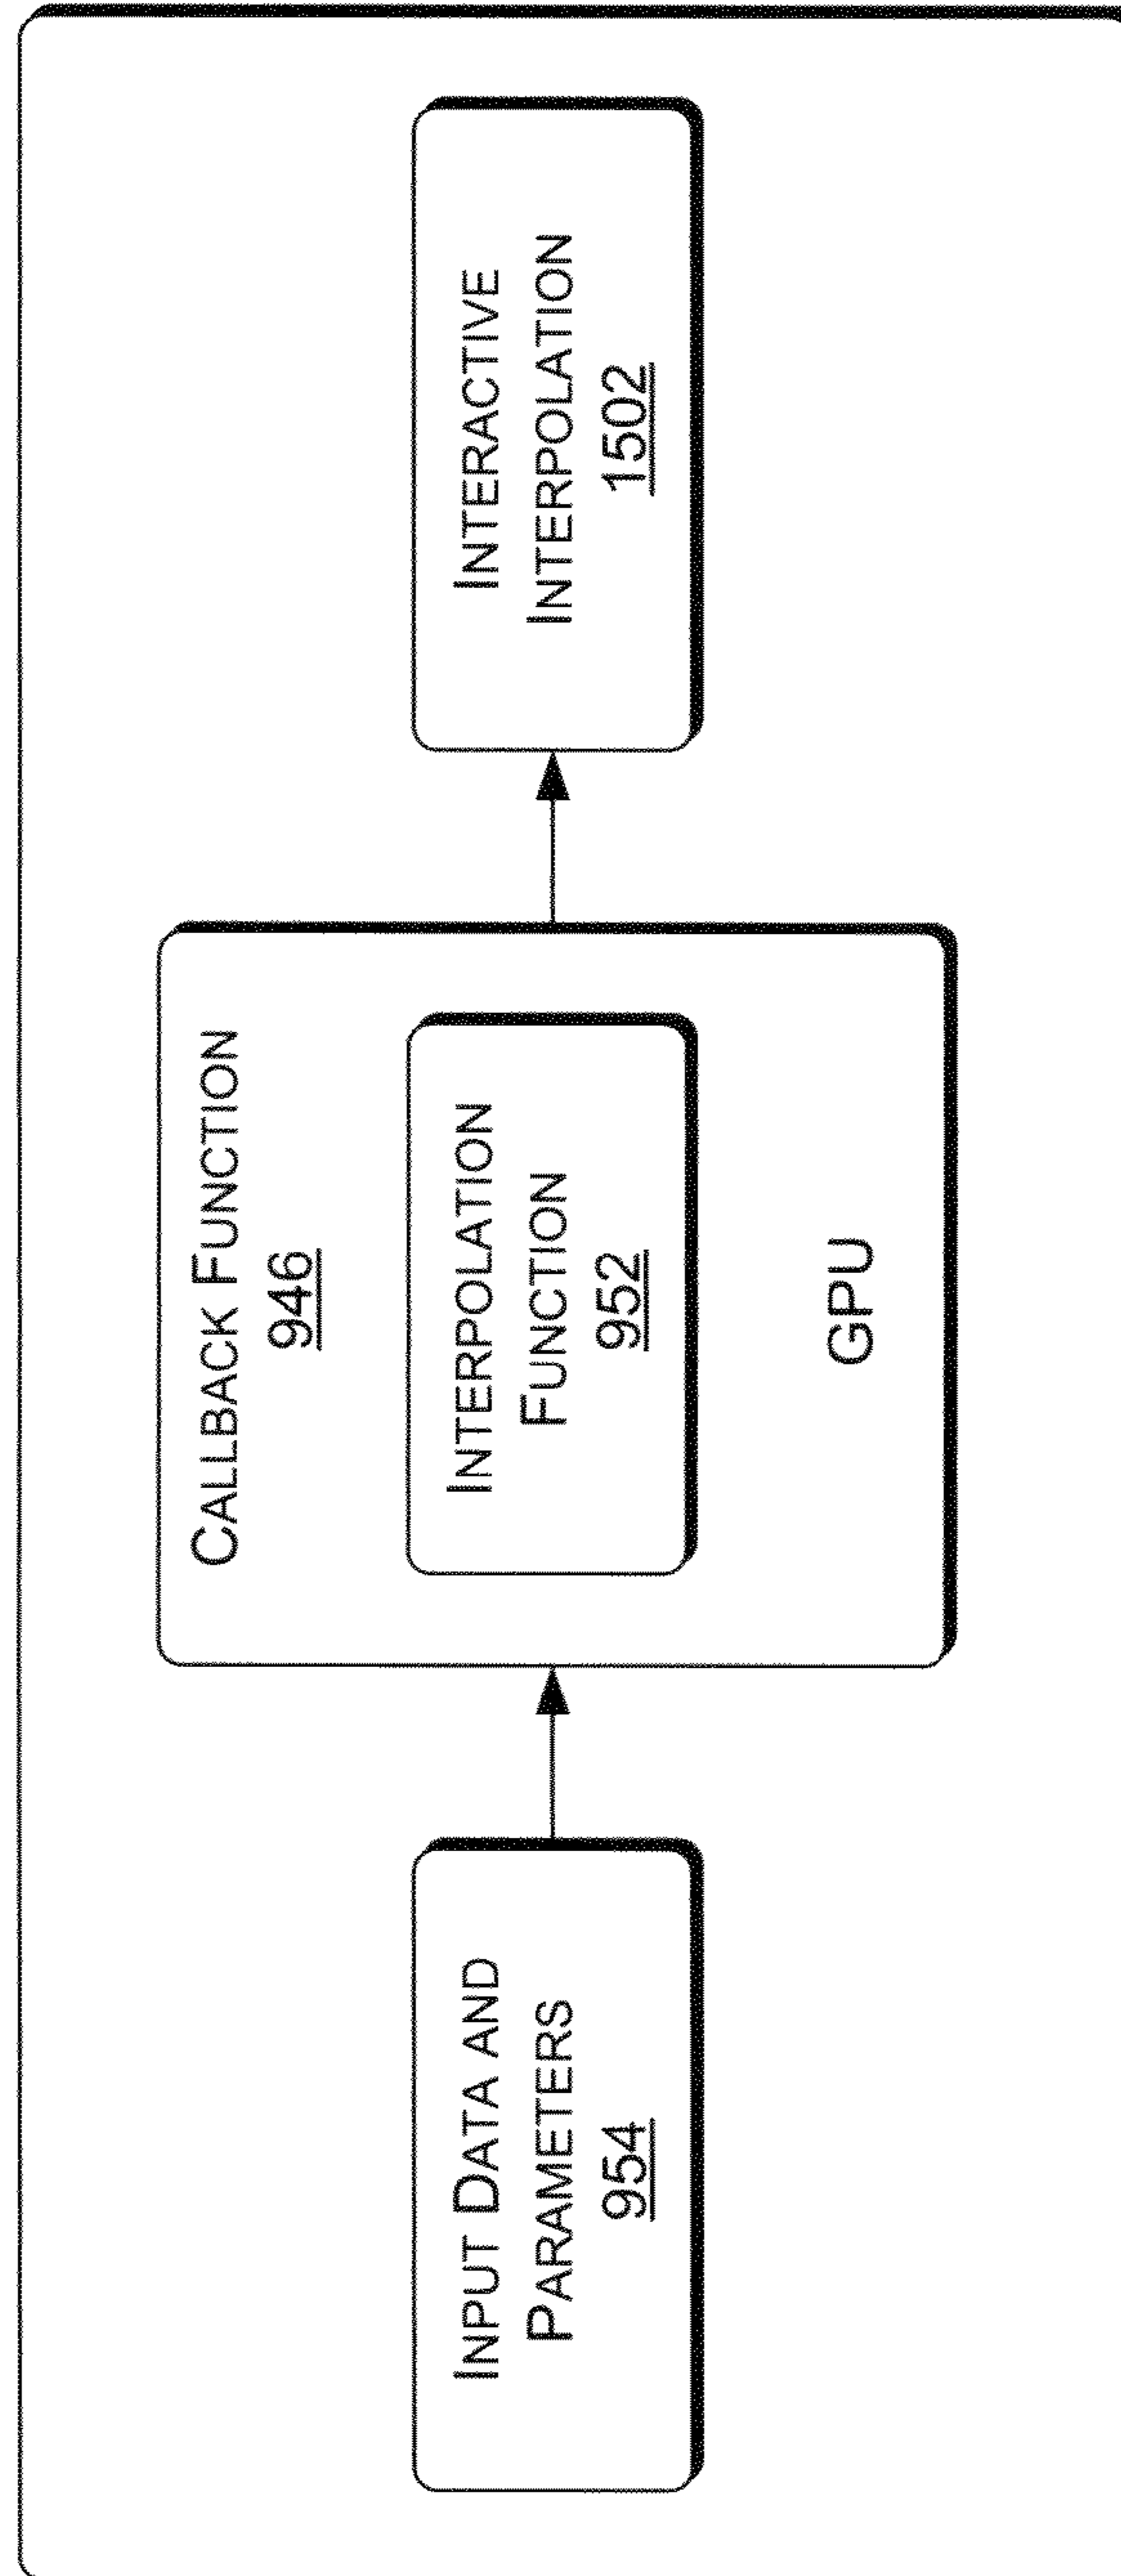 INPUT DATA AND
PARAMETERS
954
CALLBACK FUNCTION
946
INTERPOLATION
FUNCTION
952
GPU
INTERACTIVE
INTERPOLATION
1502